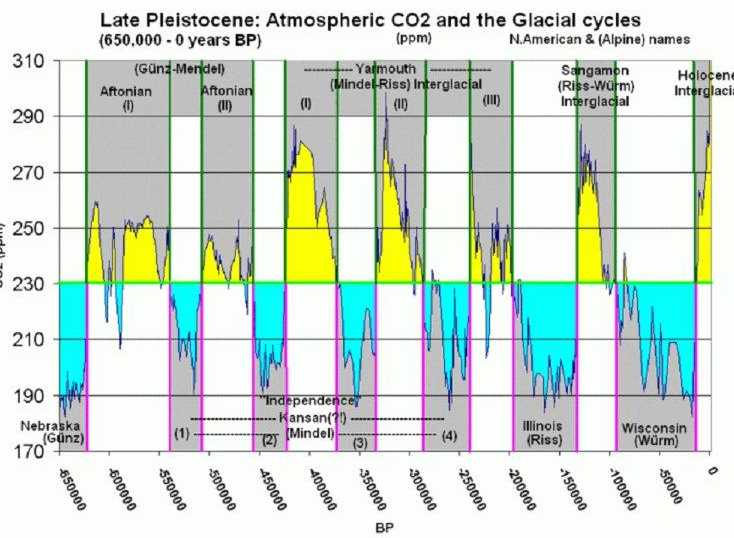 Late Pleistocene: Atmospheric CO2 and the Glacial cycles
(650,000 - 0 years BP) (ppm) N.American & (Alpine) names
310
290
270
250
230
210
190
170
CO2 (ppm)
(Günz-Mendel)
Aftonian
(I)
Aftonian
(II)
Yarmouth
(Mindel-Riss) Interglacial
(I)
(II)
(III)
Sangamon
(Riss-Würm)
Interglacial
Holocene
Interglacia
Nebraska
(Günz)
"Independence"
Kansan(?!)
(Mindel)
(1)
(2)
(3)
(4)
Illinois
(Riss)
Wisconsin
(Würm)
-650000 -600000 -550000 -500000 -450000 -400000 -350000 -300000 -250000 -200000 -150000 -100000 -50000 0
BP